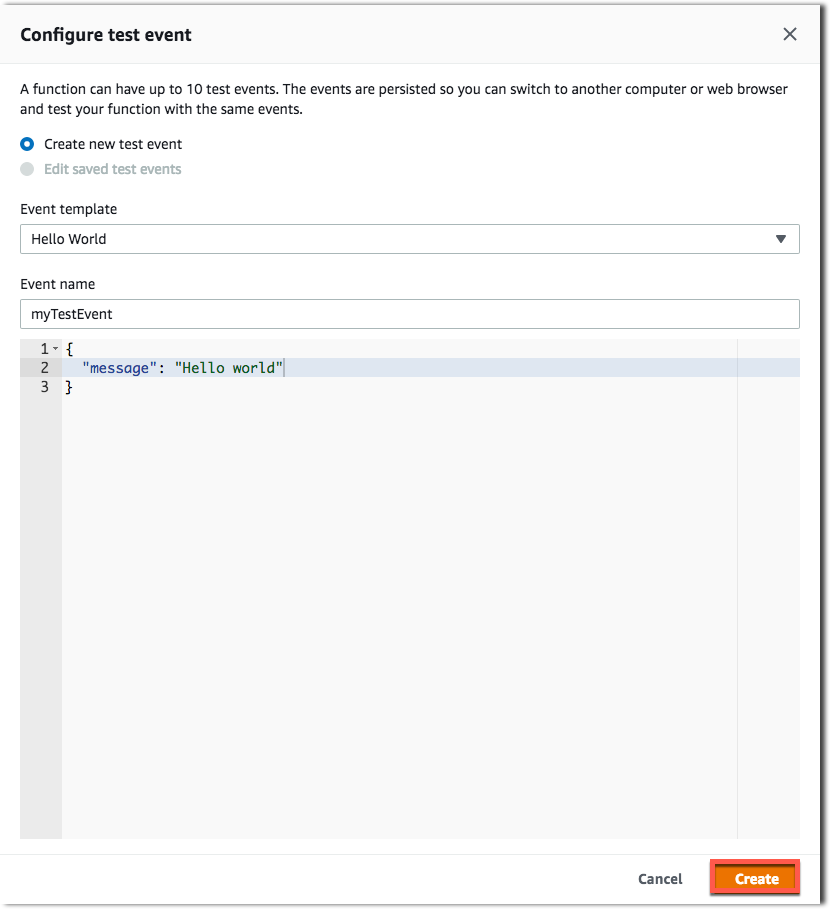 Configure test event
A function can have up to 10 test events. The events are persisted so you can switch to another computer or web browser
and test your function with the same events.
Create new test event
Edit saved test events
Event template
Hello World
Event name
myTestEvent
1 {
2 "message": "Hello world"
3 }
Cancel Create